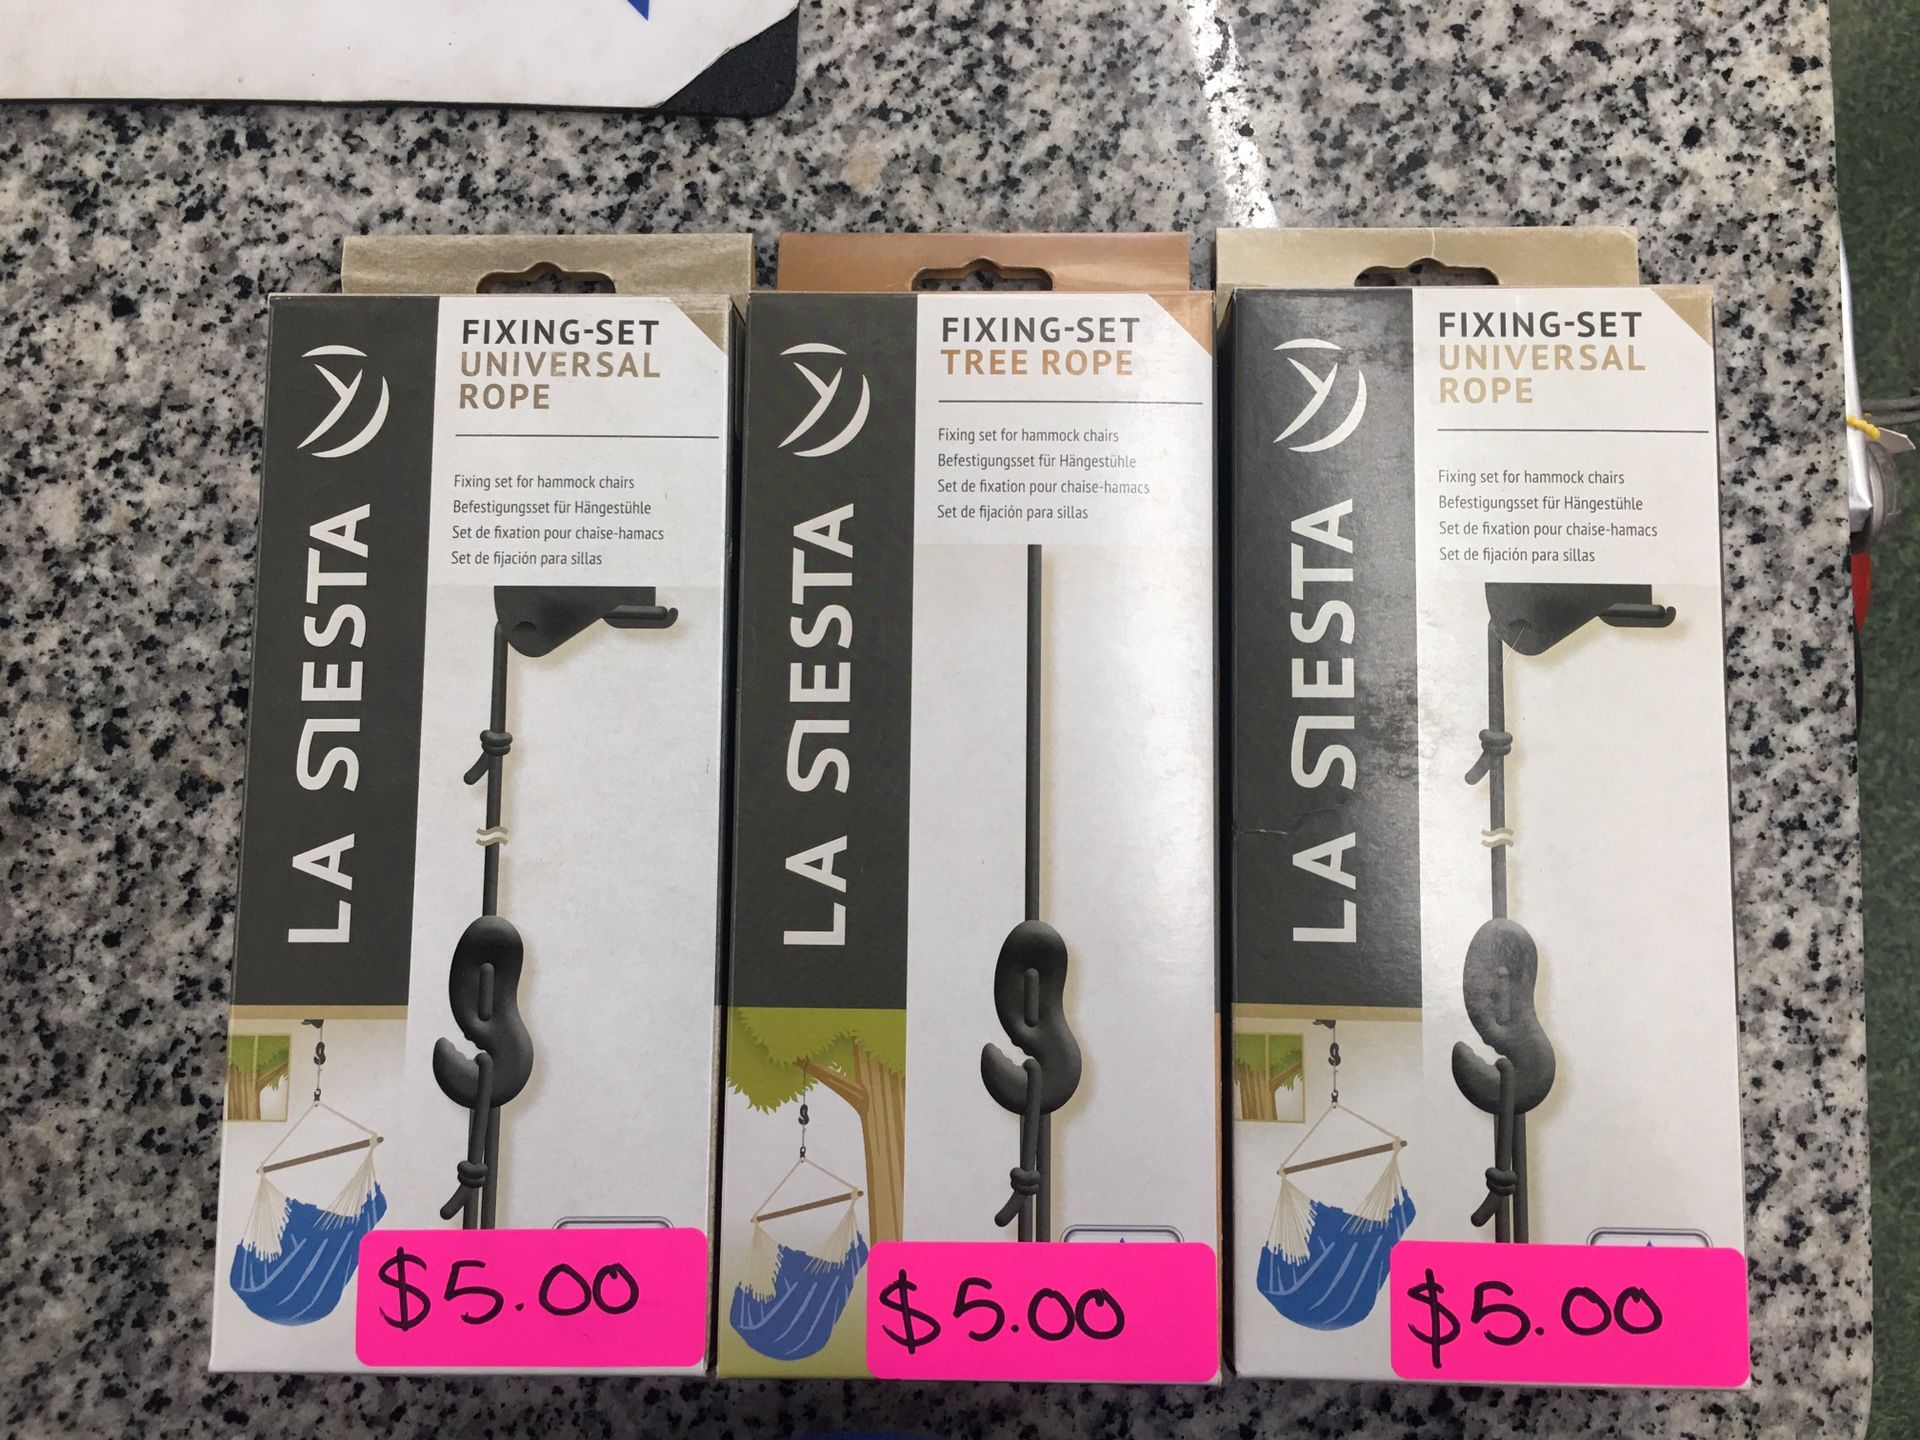 LA SIESTA
FIXING-SET
UNIVERSAL
ROPE
Fixing set for hammock chairs
Befestigungsset für Hängestühle
Set de fixation pour chaise-hamacs
Set de fijación para sillas
$5.00
LA SIESTA
FIXING-SET
TREE ROPE
Fixing set for hammock chairs
Befestigungsset für Hängestühle
Set de fixation pour chaise-hamacs
Set de fijación para sillas
$5.00
LA SIESTA
FIXING-SET
UNIVERSAL
ROPE
Fixing set for hammock chairs
Befestigungsset für Hängestühle
Set de fixation pour chaise-hamacs
Set de fijación para sillas
$5.00